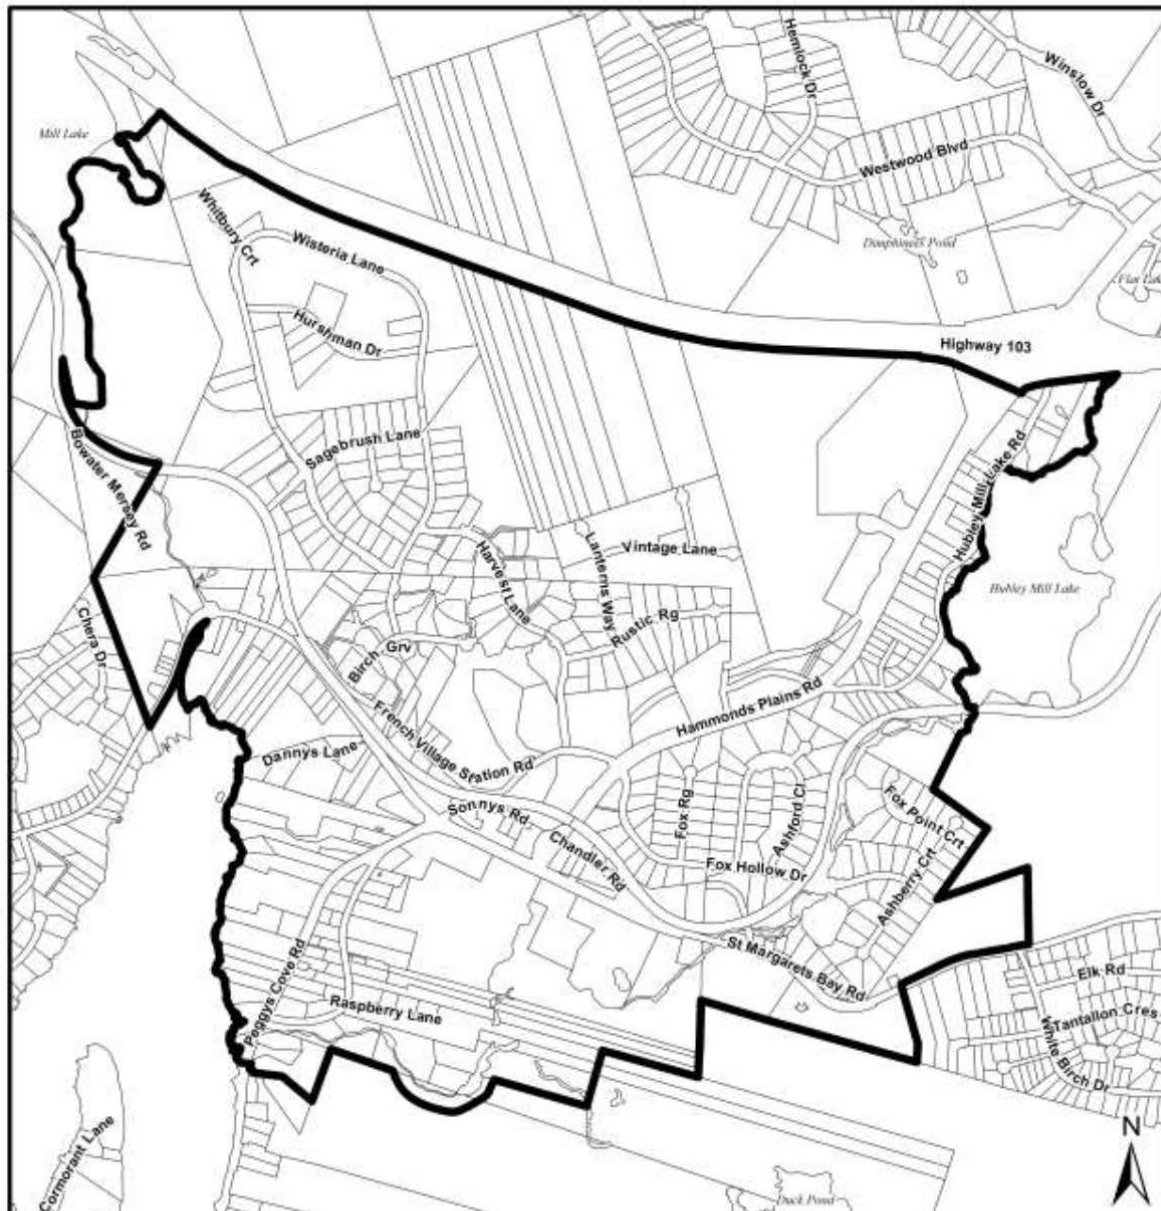 Hemlock Dr
Winslow Dr
Mill Lake
Westwood Blvd
Whitbury Crt
Wisteria Lane
Dauphinees Pond
Flat Lake
Hurshman Dr
Highway 103
Sagebrush Lane
Bowater Mersey Rd
Hubley Mill Lake Rd
Lanterns Way
Vintage Lane
Harvest Lane
Hubley Mill Lake
Chera Dr
Rustic Rg
Birch Grv
Hammonds Plains Rd
French Village Station Rd
Dannys Lane
Sonnys Rd
Fox Rg
Ashford Cl
Fox Point Crt
Chandler Rd
Fox Hollow Dr
Ashberry Crt
St Margarets Bay Rd
Peggys Cove Rd
Elk Rd
Raspberry Lane
Tantallon Cres
White Birch Dr
Cormorant Lane
N
Duck Pond